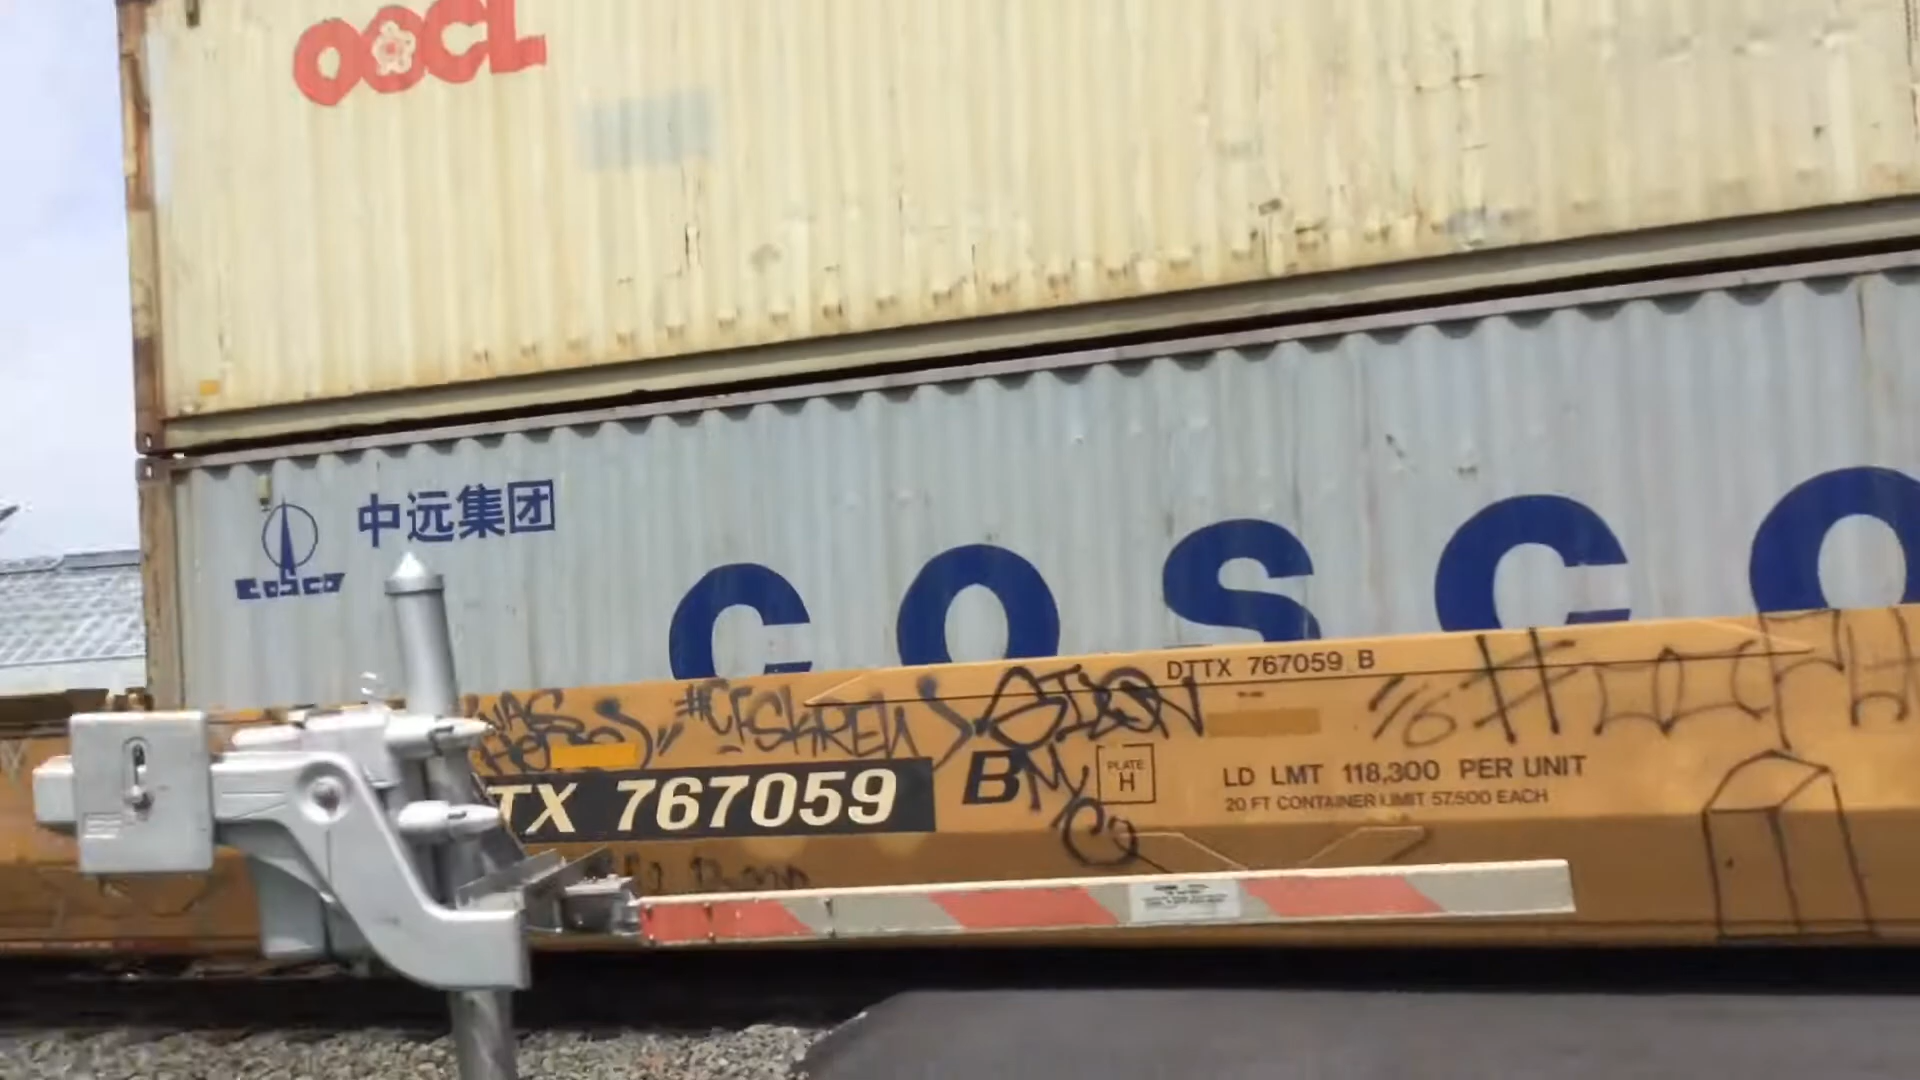 OOCL
中远集团
COSCO
COSCO
DTTX 767059 B
#CFSKREW
TX 767059
BMC
PLATE
H
LD LMT 118,300 PER UNIT
20 FT CONTAINER LIMIT 57,500 EACH